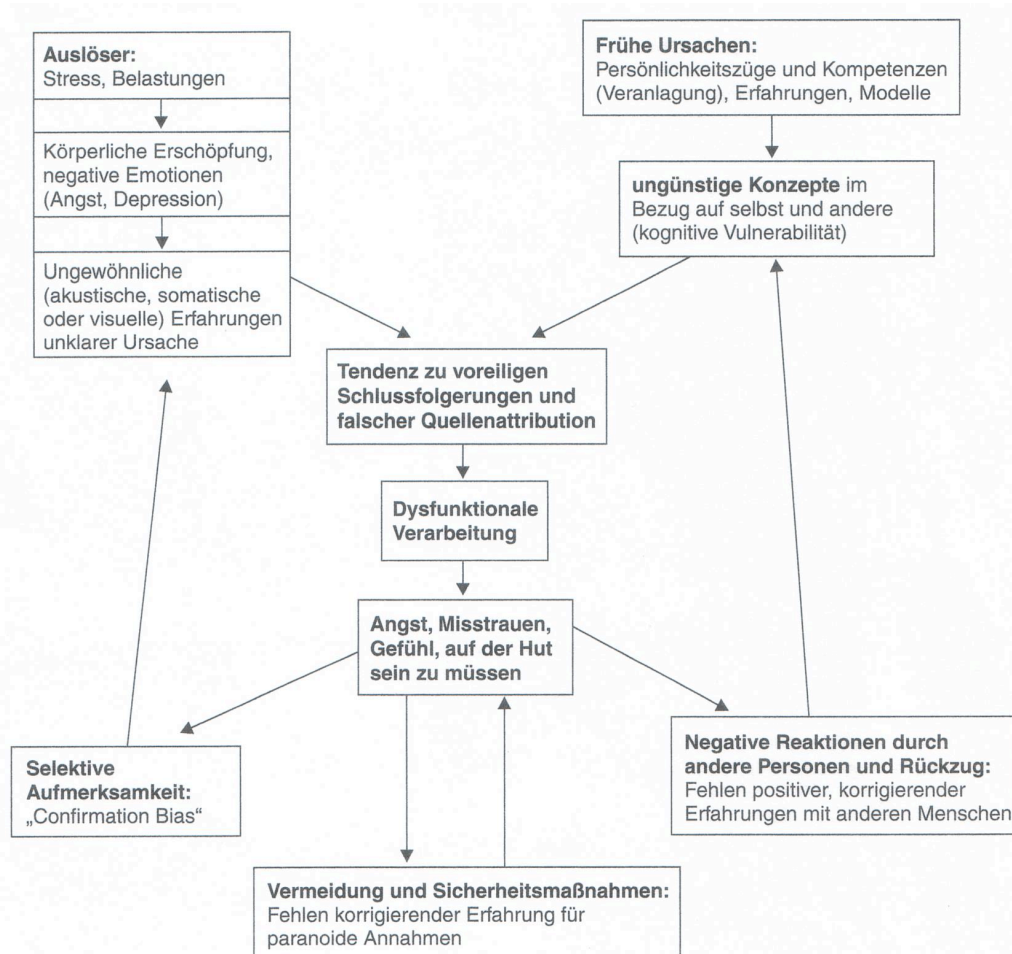 Auslöser:
Stress, Belastungen
Körperliche Erschöpfung,
negative Emotionen
(Angst, Depression)
Ungewöhnliche
(akustische, somatische
oder visuelle) Erfahrungen
unklarer Ursache
Frühe Ursachen:
Persönlichkeitszüge und Kompetenzen
(Veranlagung), Erfahrungen, Modelle
ungünstige Konzepte im
Bezug auf selbst und andere
(kognitive Vulnerabilität)
Tendenz zu voreiligen
Schlussfolgerungen und
falscher Quellenattribution
Dysfunktionale
Verarbeitung
Angst, Misstrauen,
Gefühl, auf der Hut
sein zu müssen
Selektive
Aufmerksamkeit:
„Confirmation Bias“
Negative Reaktionen durch
andere Personen und Rückzug:
Fehlen positiver, korrigierender
Erfahrungen mit anderen Menschen
Vermeidung und Sicherheitsmaßnahmen:
Fehlen korrigierender Erfahrung für
paranoide Annahmen